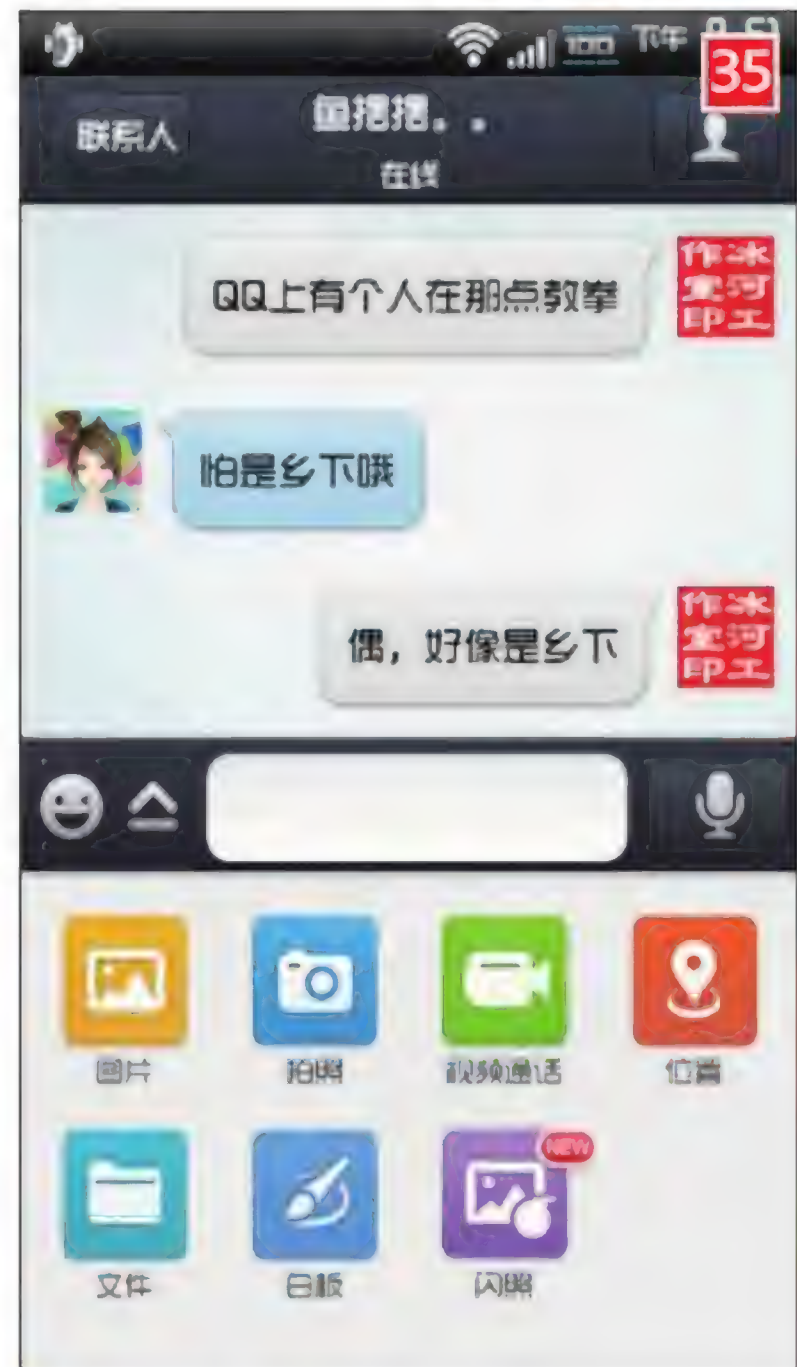 100 下午
35
联系人
鱼摆摆。。
在线
QQ上有个人在那点教拳
作冰
室河
印工
怕是乡下哦
偶，好像是乡下
作冰
室河
印工
图片 拍照 视频通话 位置
NEW
文件 白板 闪照